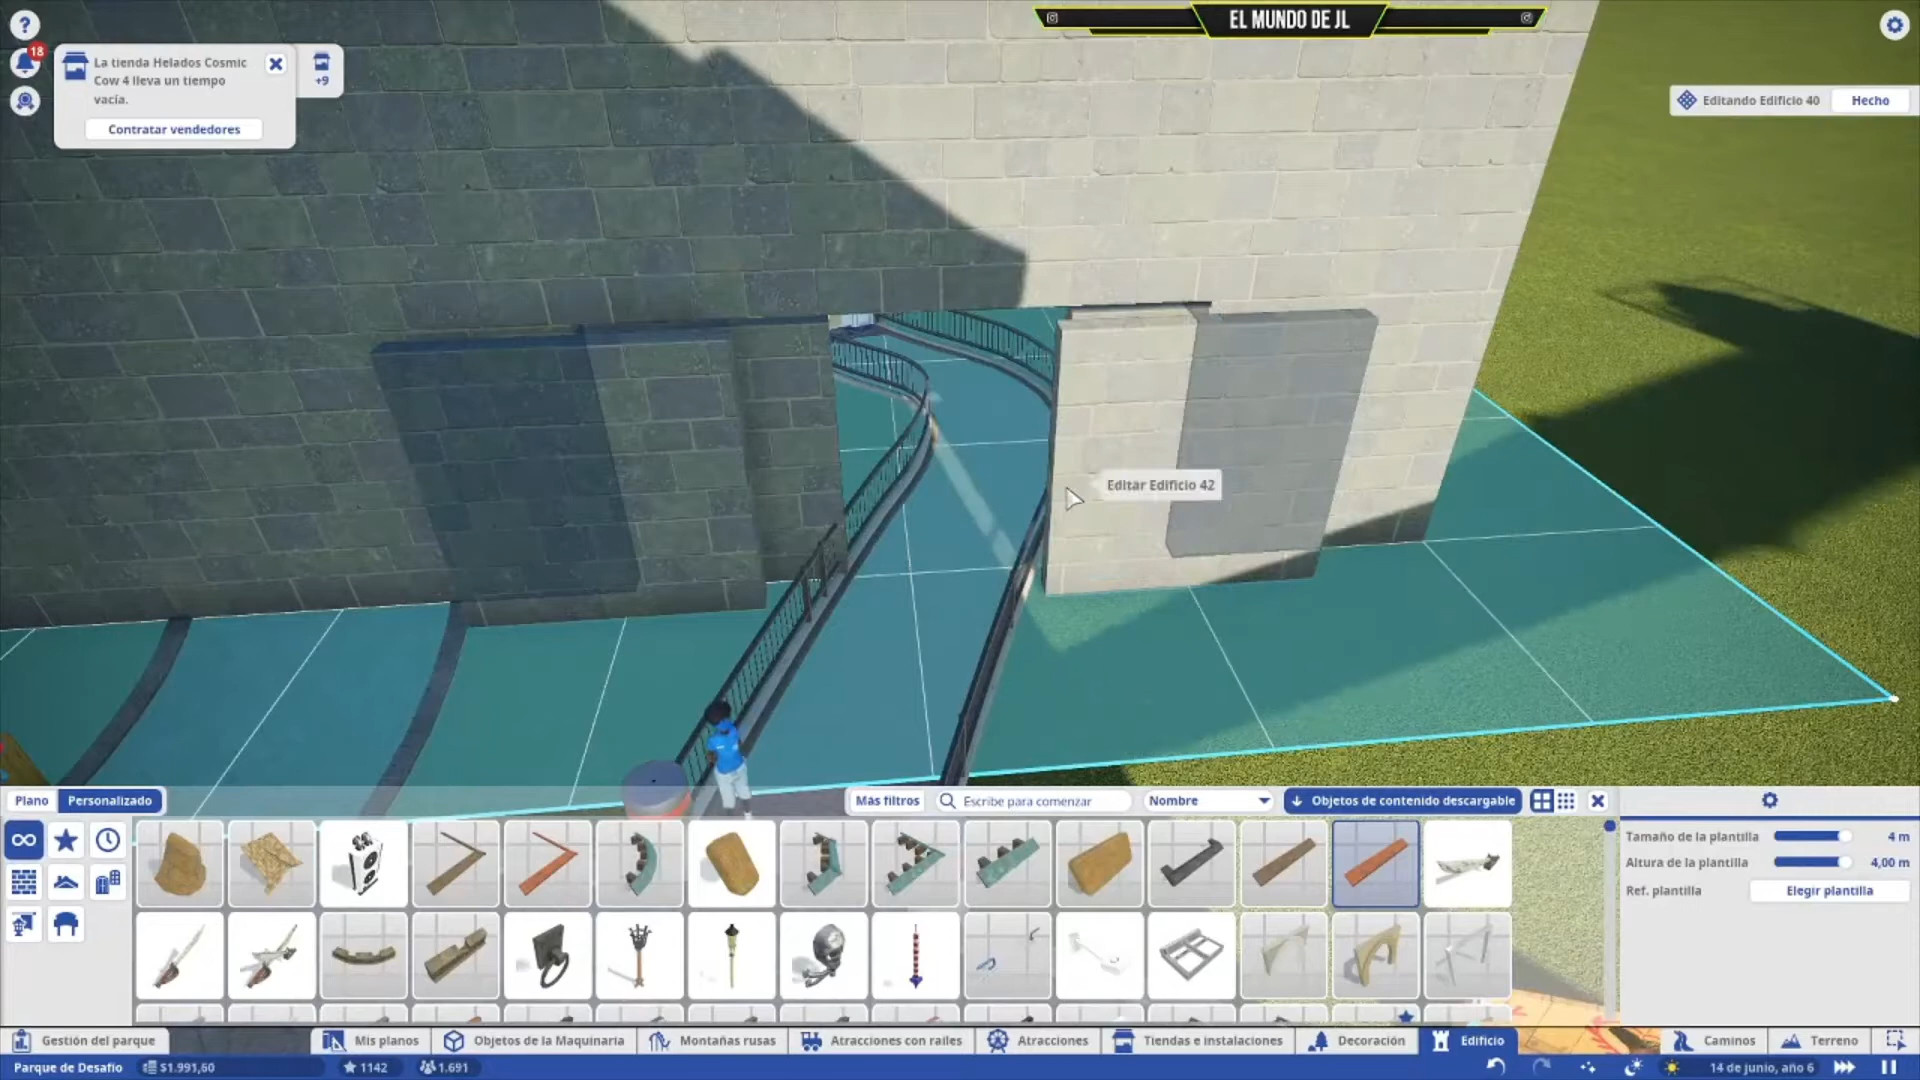 EL MUNDO DE JL
?
18
La tienda Helados Cosmic
Cow 4 lleva un tiempo
vacía.
+9
Contratar vendedores
Editando Edificio 40
Hecho
Editar Edificio 42
Plano
Personalizado
Más filtros
Escribe para comenzar
Nombre
Objetos de contenido descargable
Tamaño de la plantilla
4 m
Altura de la plantilla
4,00 m
Ref. plantilla
Elegir plantilla
Gestión del parque
Mis planos
Objetos de la Maquinaria
Montañas rusas
Atracciones con railes
Atracciones
Tiendas e instalaciones
Decoración
Edificio
Caminos
Terreno
Parque de Desafío
$1.991,60
1142
1.691
14 de junio, año 6